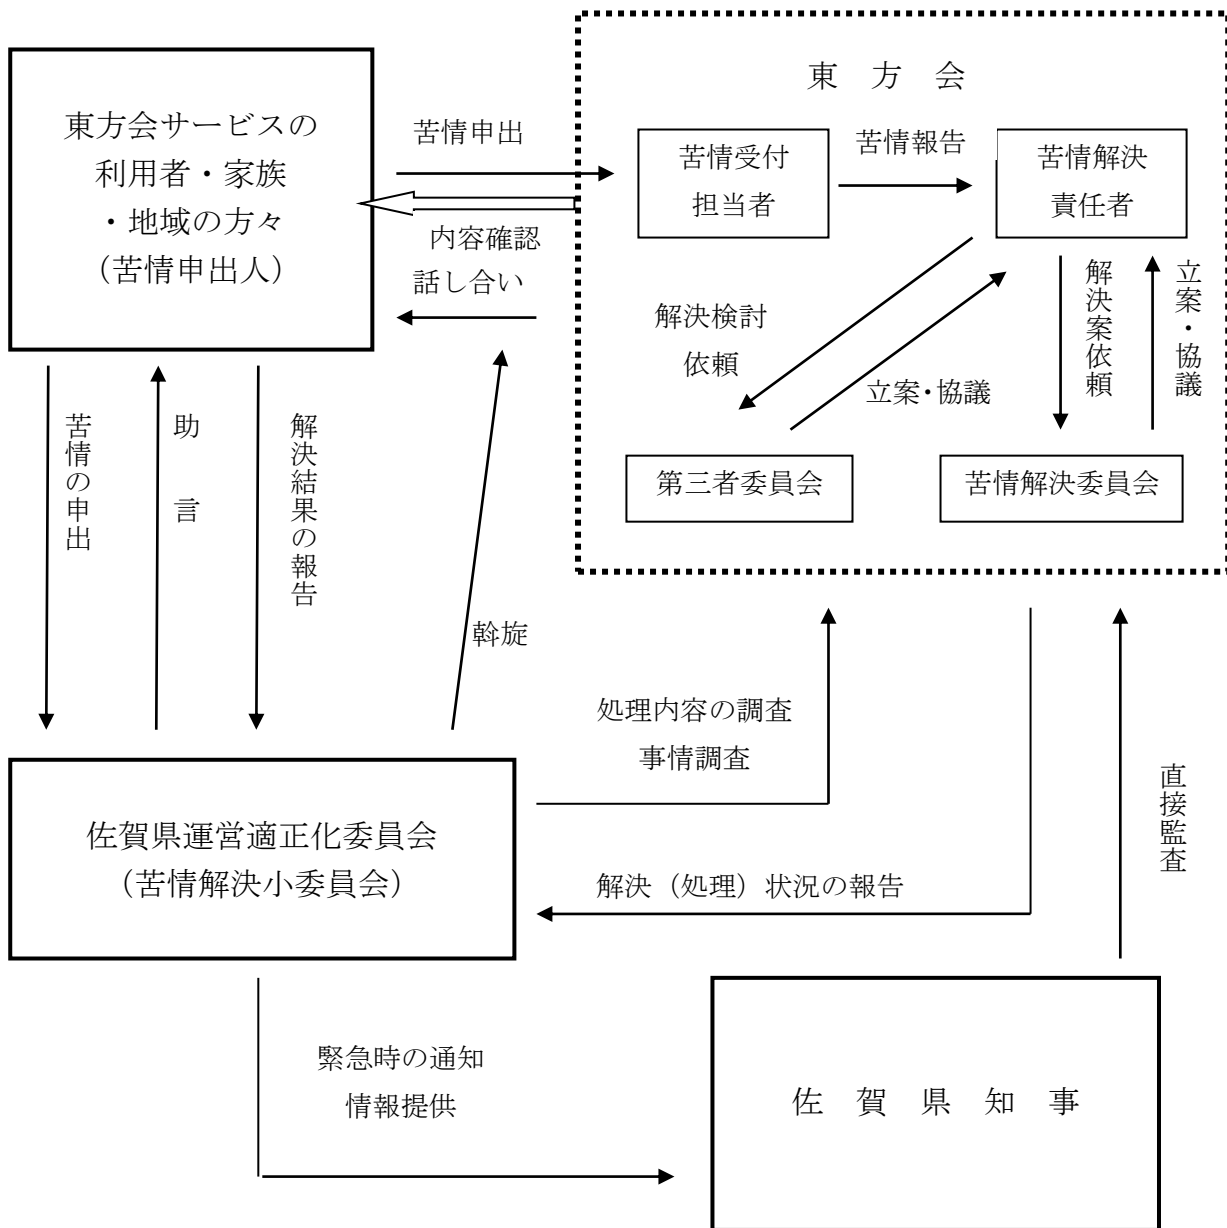 東方会
東方会サービスの
利用者・家族
・地域の方々
（苦情申出人）
苦情申出
内容確認
話し合い
苦情受付
担当者
苦情報告
苦情解決
責任者
解決検討
依頼
立案・協議
解決案依頼
立案・協議
第三者委員会
苦情解決委員会
苦情の申出
助言
解決結果の報告
斡旋
処理内容の調査
事情調査
直接監査
佐賀県運営適正化委員会
（苦情解決小委員会）
解決（処理）状況の報告
緊急時の通知
情報提供
佐賀県知事